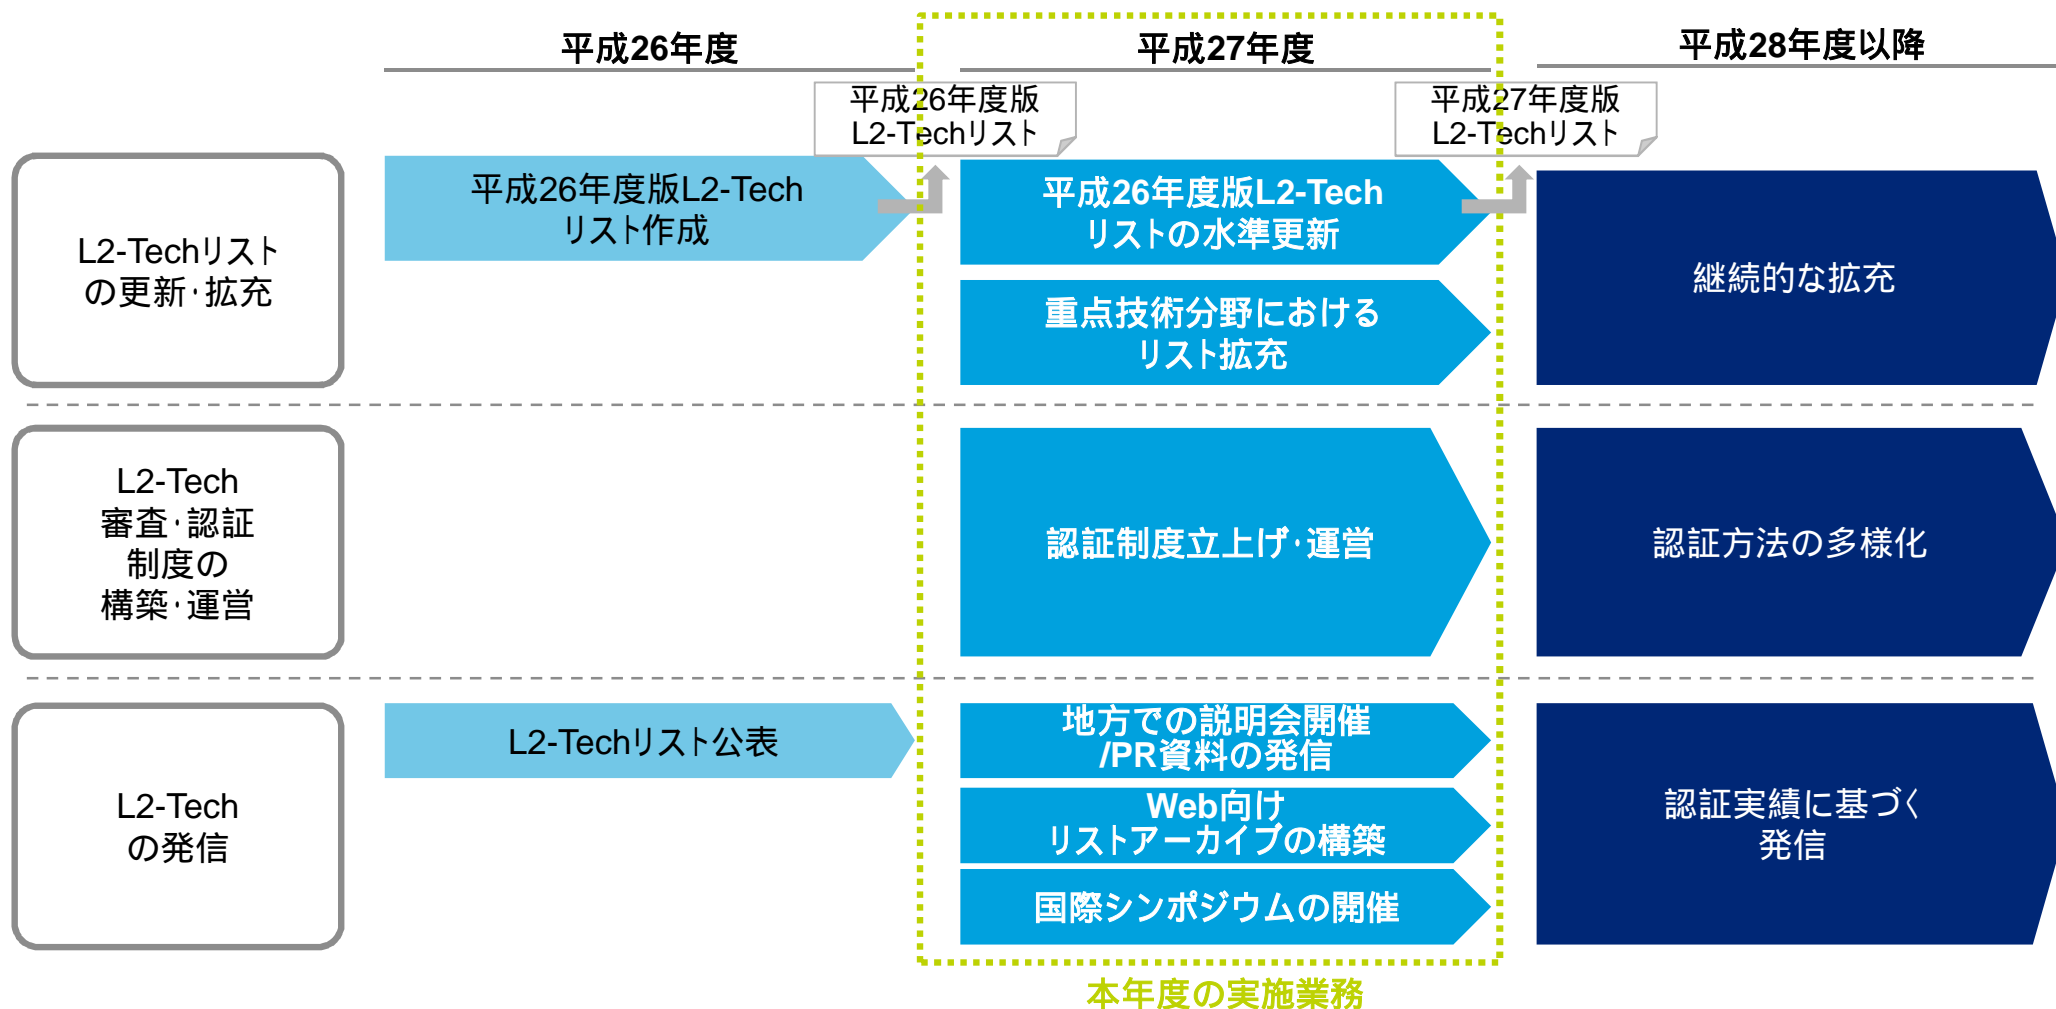 平成26年度
平成27年度
平成28年度以降
平成26年度版
L2-Techリスト
平成27年度版
L2-Techリスト
L2-Techリスト
の更新・拡充
平成26年度版L2-Tech
リスト作成
平成26年度版L2-Tech
リストの水準更新
重点技術分野における
リスト拡充
継続的な拡充
L2-Tech
審査・認証
制度の
構築・運営
認証制度立上げ・運営
認証方法の多様化
L2-Tech
の発信
L2-Techリスト公表
地方での説明会開催
/PR資料の発信
Web向け
リストアーカイブの構築
国際シンポジウムの開催
認証実績に基づく
発信
本年度の実施業務